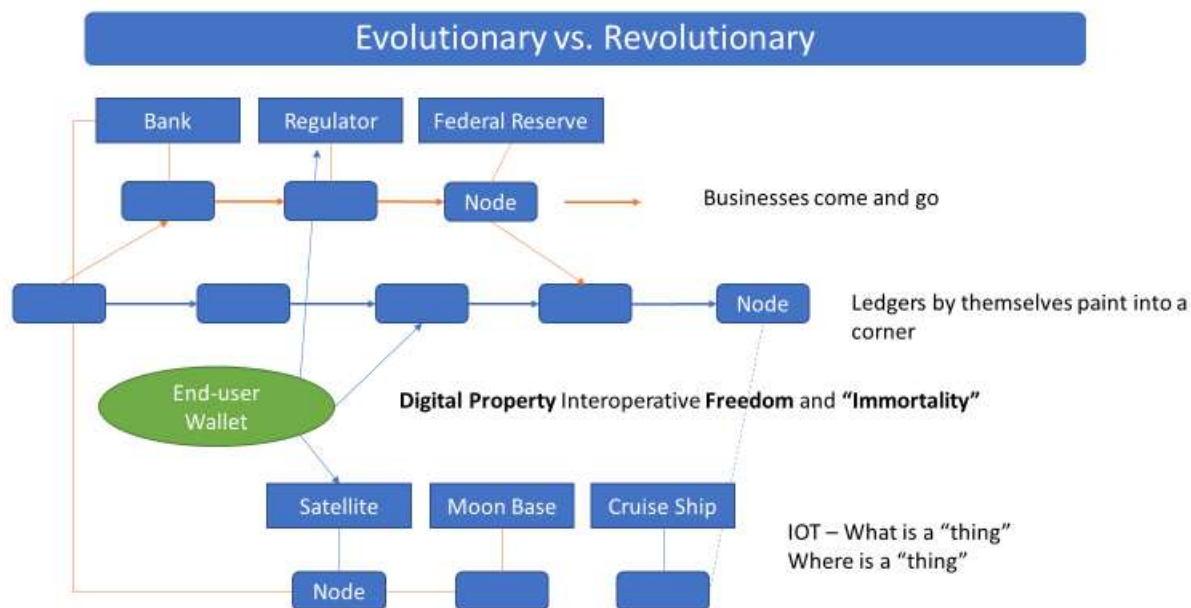 Evolutionary vs. Revolutionary
Bank
Regulator
Federal Reserve
Node
Businesses come and go
Node
Ledgers by themselves paint into a
corner
End-user
Wallet
Digital Property Interoperative Freedom and “Immortality”
Satellite
Moon Base
Cruise Ship
IOT – What is a “thing”
Where is a “thing”
Node